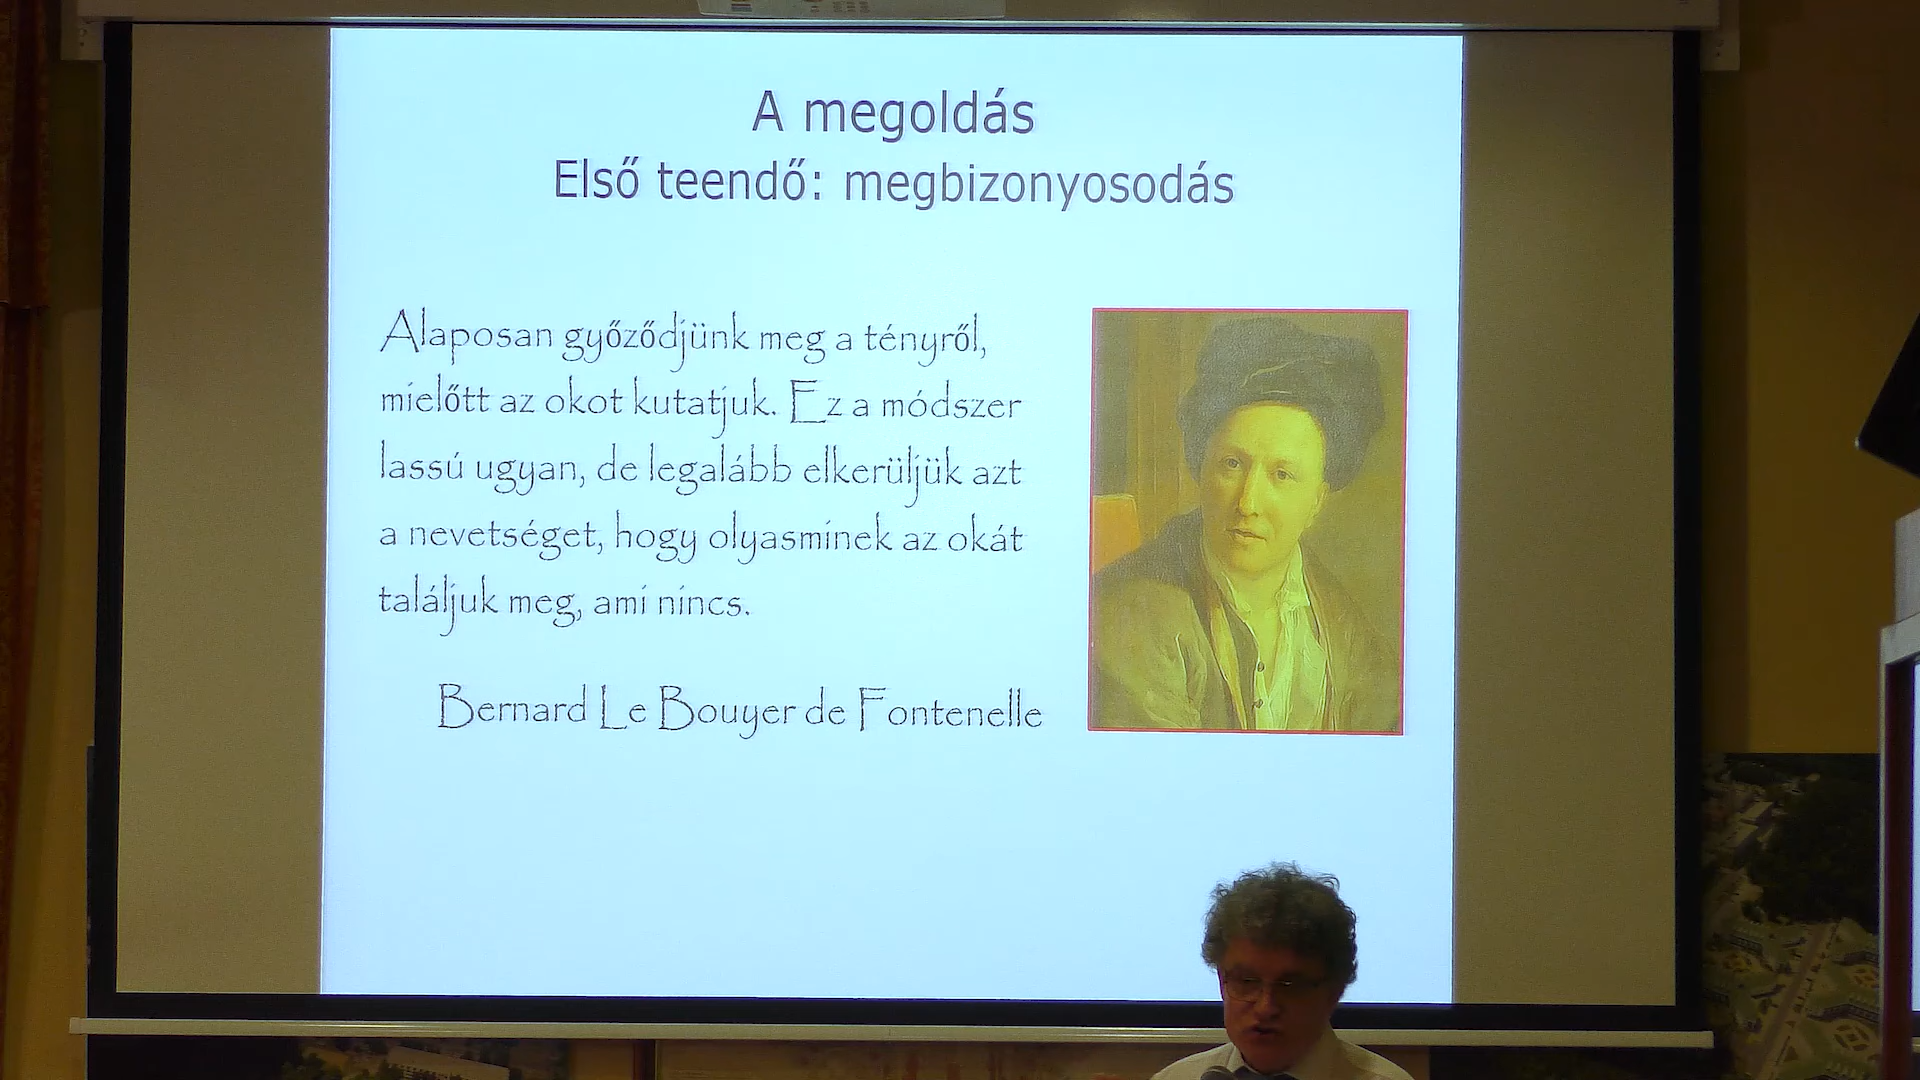 A megoldás
Első teendő: megbizonyosodás
Alaposan győződjünk meg a tényről,
mielőtt az okot kutatjuk. Ez a módszer
lassú ugyan, de legalább elkerüljük azt
a nevetséget, hogy olyasminek az okát
találjuk meg, ami nincs.
Bernard Le Bouyer de Fontenelle